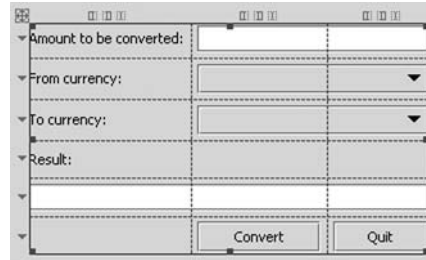 Amount to be converted:
From currency:
To currency:
Result:
Convert Quit